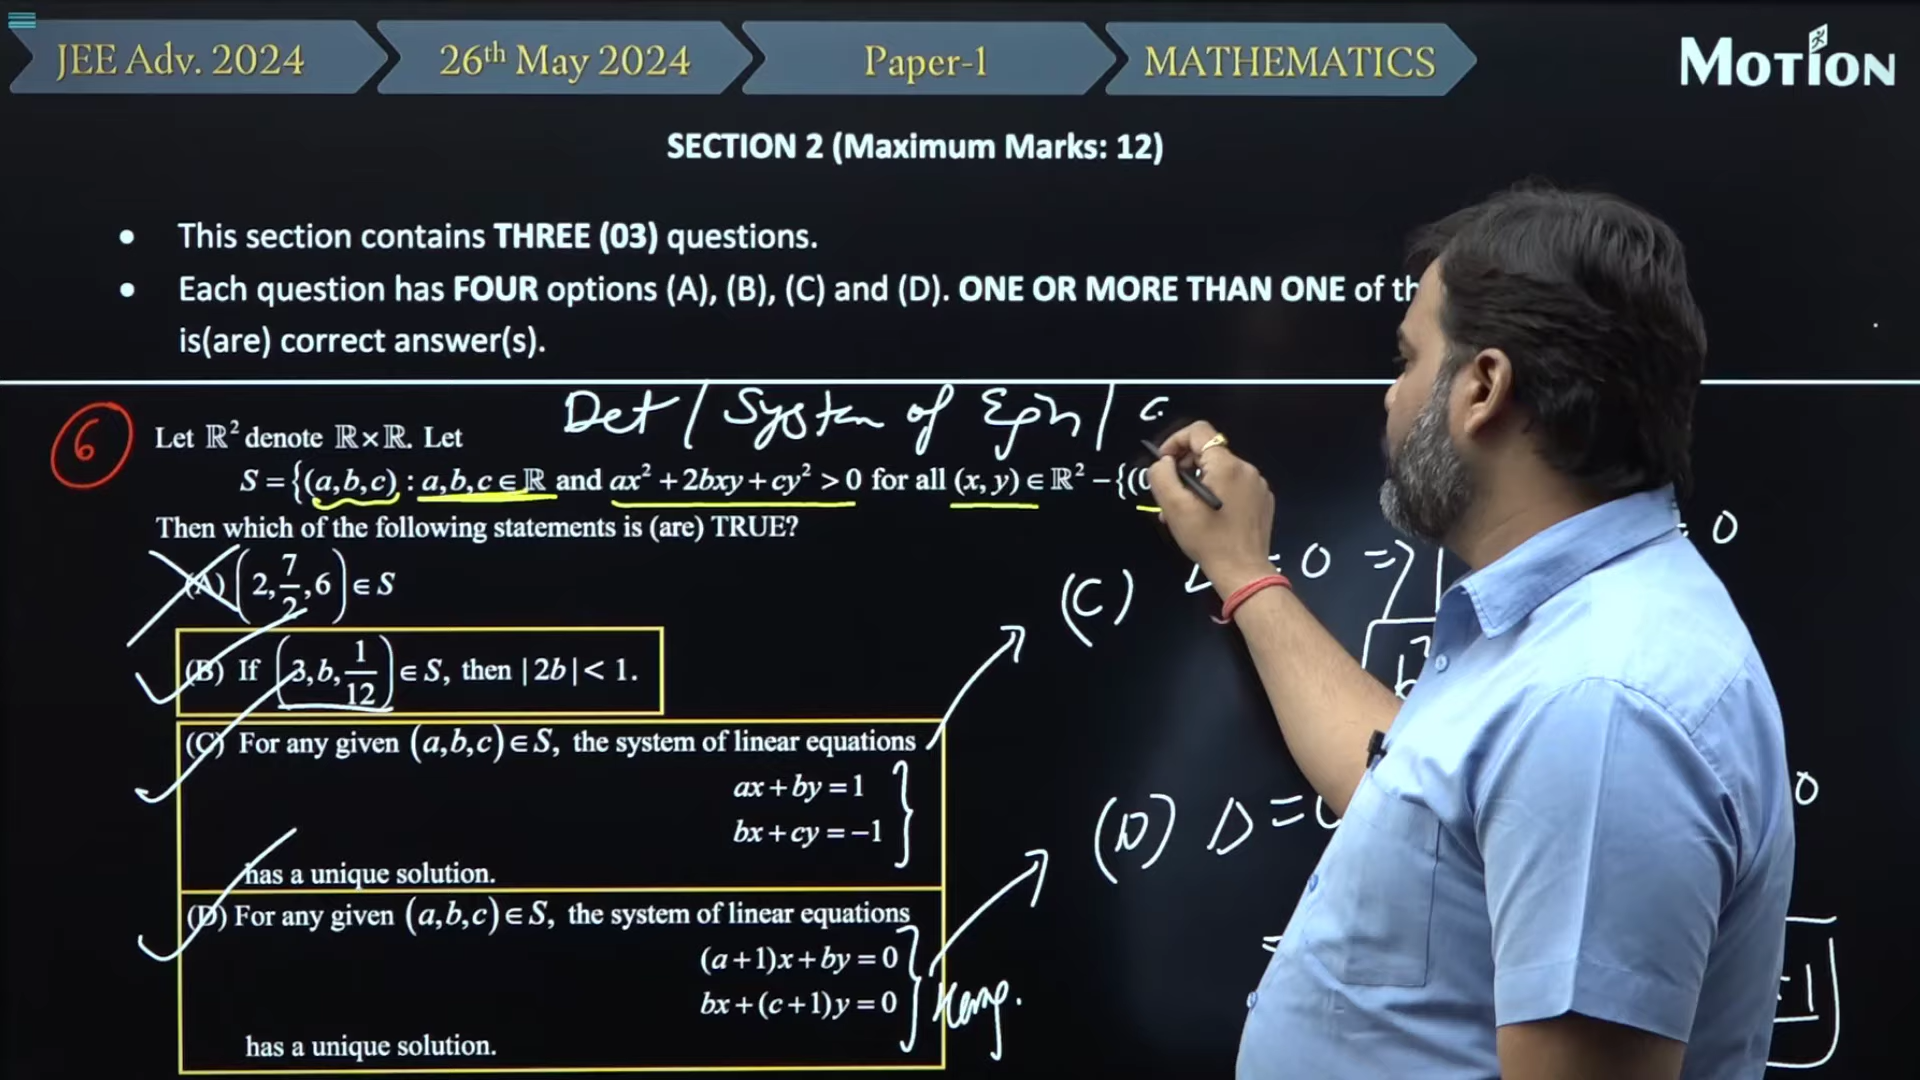 JEE Adv. 2024 26th May 2024 Paper-1 MATHEMATICS MOTION
SECTION 2 (Maximum Marks: 12)
• This section contains THREE (03) questions.
• Each question has FOUR options (A), (B), (C) and (D). ONE OR MORE THAN ONE of th
is(are) correct answer(s).
Det / System of Eqn /
6 Let ℝ² denote ℝ×ℝ. Let
S = {(a,b,c) : a,b,c ∈ ℝ and ax² + 2bxy + cy² > 0 for all (x, y) ∈ ℝ² – {(0
Then which of the following statements is (are) TRUE?
(A) (2, 7/2, 6) ∈ S
(B) If (3, b, 1/12) ∈ S, then |2b| < 1.
(C) For any given (a,b,c) ∈ S, the system of linear equations
ax + by = 1
bx + cy = –1
has a unique solution.
(D) For any given (a,b,c) ∈ S, the system of linear equations
(a+1)x + by = 0
bx + (c+1)y = 0
has a unique solution.
(C) = 0 ⇒ = 0
b²
(D) Δ = 0
= 1